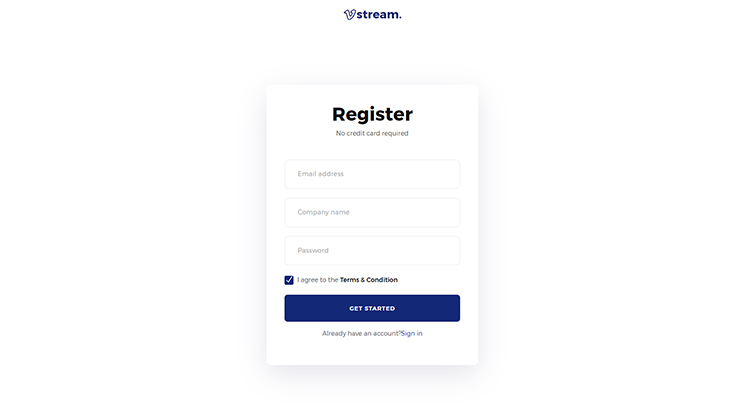 Vstream.
Register
No credit card required
Email address
Company name
Password
I agree to the Terms & Condition
GET STARTED
Already have an account?Sign in